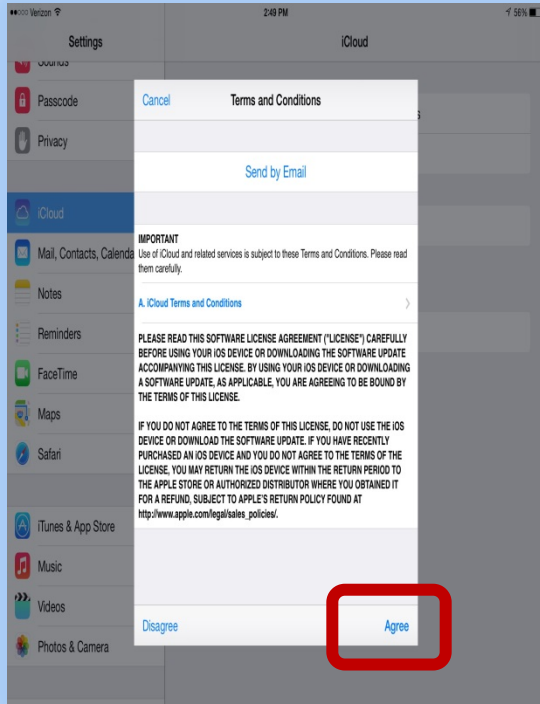 Verizon
2:49 PM
56%
Settings
iCloud
Sounds
Passcode
Privacy
iCloud
Mail, Contacts, Calenda
Notes
Reminders
FaceTime
Maps
Safari
iTunes & App Store
Music
Videos
Photos & Camera
Cancel
Terms and Conditions
Send by Email
IMPORTANT
Use of iCloud and related services is subject to these Terms and Conditions. Please read
them carefully.
A. iCloud Terms and Conditions
PLEASE READ THIS SOFTWARE LICENSE AGREEMENT ("LICENSE") CAREFULLY
BEFORE USING YOUR iOS DEVICE OR DOWNLOADING THE SOFTWARE UPDATE
ACCOMPANYING THIS LICENSE. BY USING YOUR iOS DEVICE OR DOWNLOADING
A SOFTWARE UPDATE, AS APPLICABLE, YOU ARE AGREEING TO BE BOUND BY
THE TERMS OF THIS LICENSE.
IF YOU DO NOT AGREE TO THE TERMS OF THIS LICENSE, DO NOT USE THE iOS
DEVICE OR DOWNLOAD THE SOFTWARE UPDATE. IF YOU HAVE RECENTLY
PURCHASED AN iOS DEVICE AND YOU DO NOT AGREE TO THE TERMS OF THE
LICENSE, YOU MAY RETURN THE iOS DEVICE WITHIN THE RETURN PERIOD TO
THE APPLE STORE OR AUTHORIZED DISTRIBUTOR WHERE YOU OBTAINED IT
FOR A REFUND, SUBJECT TO APPLE'S RETURN POLICY FOUND AT
http://www.apple.com/legal/sales_policies/.
Disagree
Agree